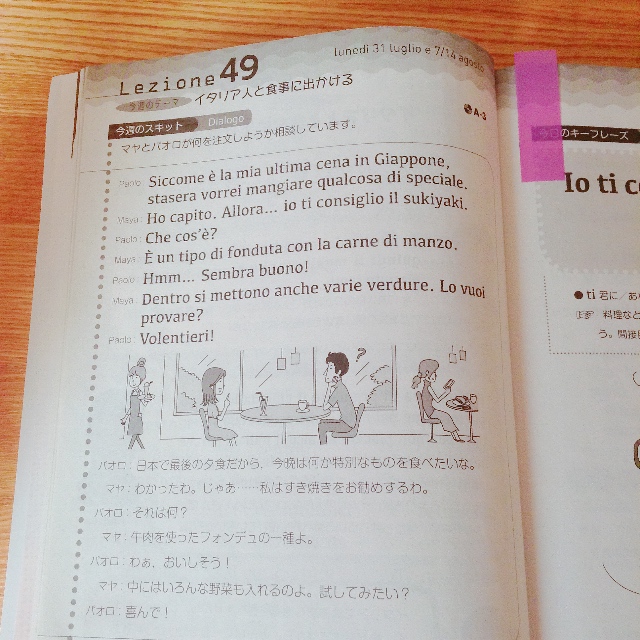 lunedì 31 luglio e 7/14 agosto
Lezione 49
今週のテーマ イタリア人と食事に出かける
今週のスキット Dialogo
A-3
マヤとパオロが何を注文しようか相談しています。
Paolo: Siccome è la mia ultima cena in Giappone,
stasera vorrei mangiare qualcosa di speciale.
Maya: Ho capito. Allora... io ti consiglio il sukiyaki.
Paolo: Che cos'è?
Maya: È un tipo di fonduta con la carne di manzo.
Paolo: Hmm... Sembra buono!
Maya: Dentro si mettono anche varie verdure. Lo vuoi
provare?
Paolo: Volentieri!
?
パオロ：日本で最後の夕食だから、今晩は何か特別なものを食べたいな。
マヤ：わかったわ。じゃあ……私はすき焼きをお勧めするわ。
パオロ：それは何？
マヤ：牛肉を使ったフォンデュの一種よ。
パオロ：わぁ、おいしそう！
マヤ：中にはいろんな野菜も入れるのよ。試してみたい？
パオロ：喜んで！
今日のキーフレーズ
Io ti c
●ti 君に／あ
料理など
う。関後